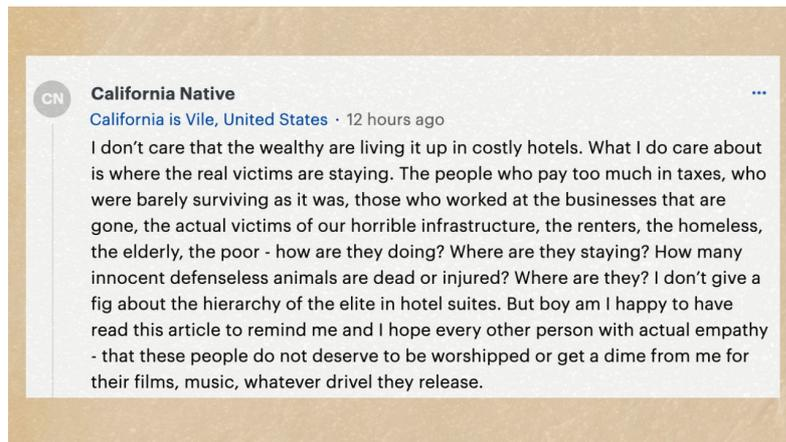 CN
California Native
...
California is Vile, United States · 12 hours ago
I don’t care that the wealthy are living it up in costly hotels. What I do care about
is where the real victims are staying. The people who pay too much in taxes, who
were barely surviving as it was, those who worked at the businesses that are
gone, the actual victims of our horrible infrastructure, the renters, the homeless,
the elderly, the poor - how are they doing? Where are they staying? How many
innocent defenseless animals are dead or injured? Where are they? I don’t give a
fig about the hierarchy of the elite in hotel suites. But boy am I happy to have
read this article to remind me and I hope every other person with actual empathy
- that these people do not deserve to be worshipped or get a dime from me for
their films, music, whatever drivel they release.